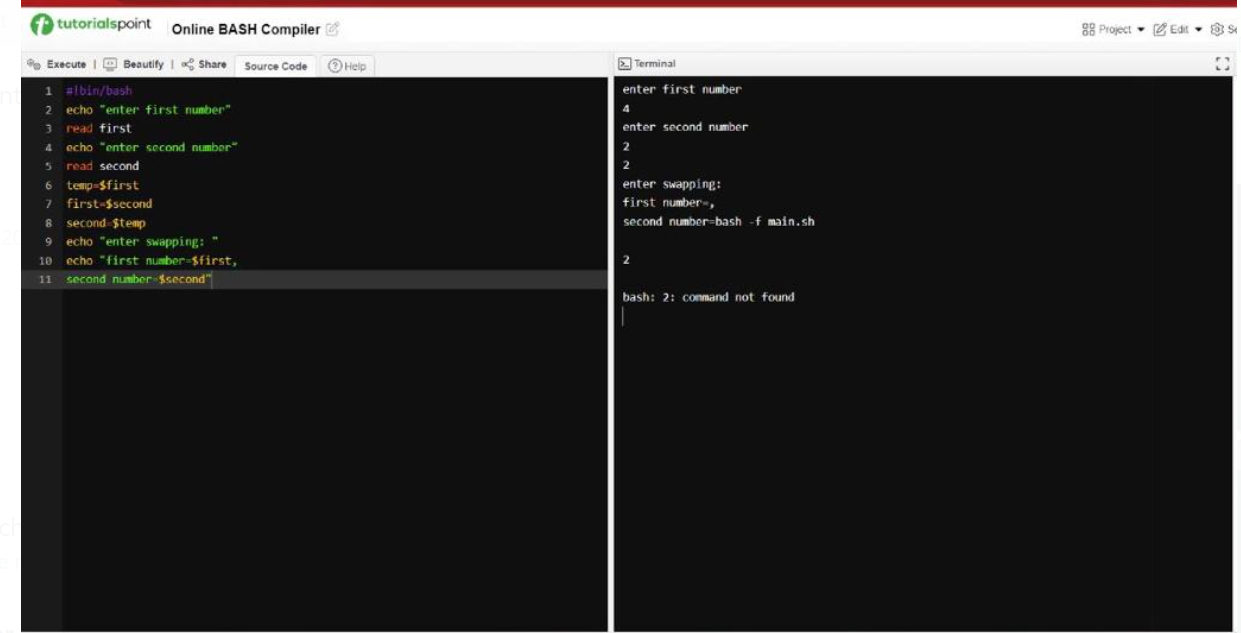 tutorialspoint
Online BASH Compiler
Project
Edit
Execute | Beautify | Share
Source Code
Help
1 #!bin/bash
2 echo "enter first number"
3 read first
4 echo "enter second number"
5 read second
6 temp=$first
7 first=$second
8 second=$temp
9 echo "enter swapping: "
10 echo "first number=$first,
11 second number=$second"
Terminal
enter first number
4
enter second number
2
2
enter swapping:
first number=,
second number=bash -f main.sh
2
bash: 2: command not found